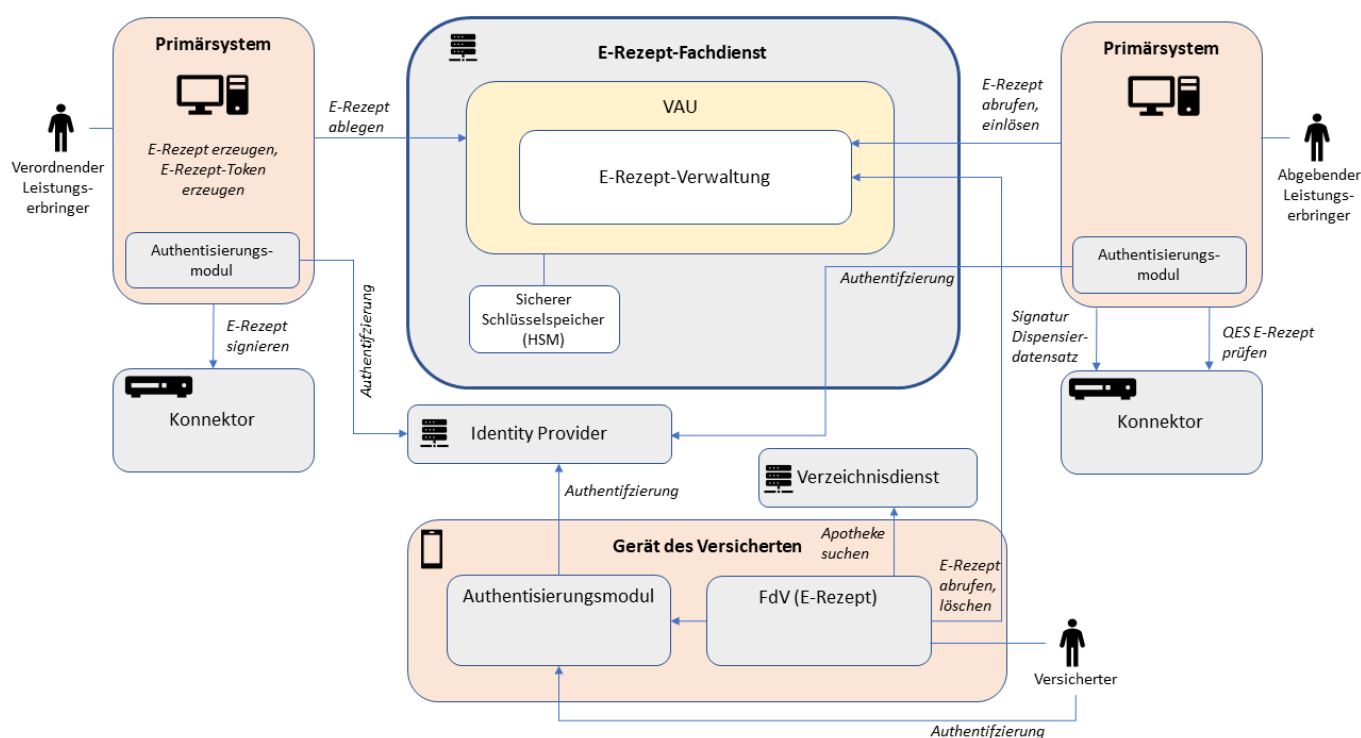 Primärsystem
E-Rezept erzeugen,
E-Rezept-Token
erzeugen
Authentisierungs-
modul
Verordnender
Leistungs-
erbringer
E-Rezept
ablegen
E-Rezept
signieren
Konnektor
Authentifzierung
E-Rezept-Fachdienst
VAU
E-Rezept-Verwaltung
Sicherer
Schlüsselspeicher
(HSM)
E-Rezept
abrufen,
einlösen
Primärsystem
Authentisierungs-
modul
Abgebender
Leistungs-
erbringer
Authentifzierung
Signatur
Dispensier-
datensatz
QES E-Rezept
prüfen
Konnektor
Identity Provider
Authentifzierung
Verzeichnisdienst
Apotheke
suchen
Gerät des Versicherten
Authentisierungsmodul
FdV (E-Rezept)
E-Rezept
abrufen,
löschen
Versicherter
Authentifzierung